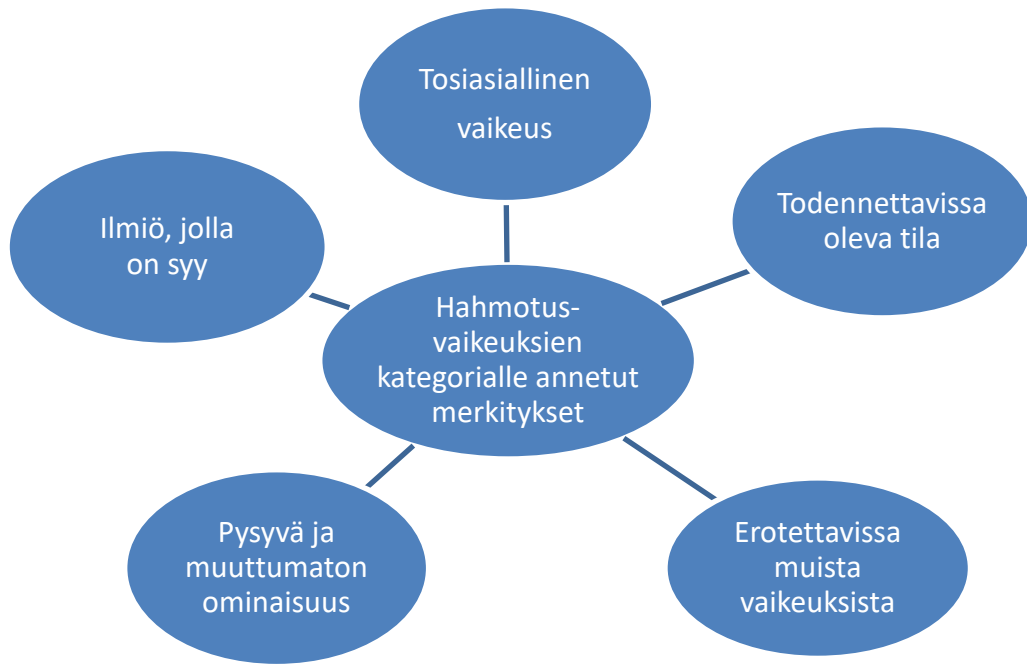 Tosiasiallinen
vaikeus
Todennettavissa
oleva tila
Ilmiö, jolla
on syy
Hahmotus-
vaikeuksien
kategorialle annetut
merkitykset
Pysyvä ja
muuttumaton
ominaisuus
Erotettavissa
muista
vaikeuksista